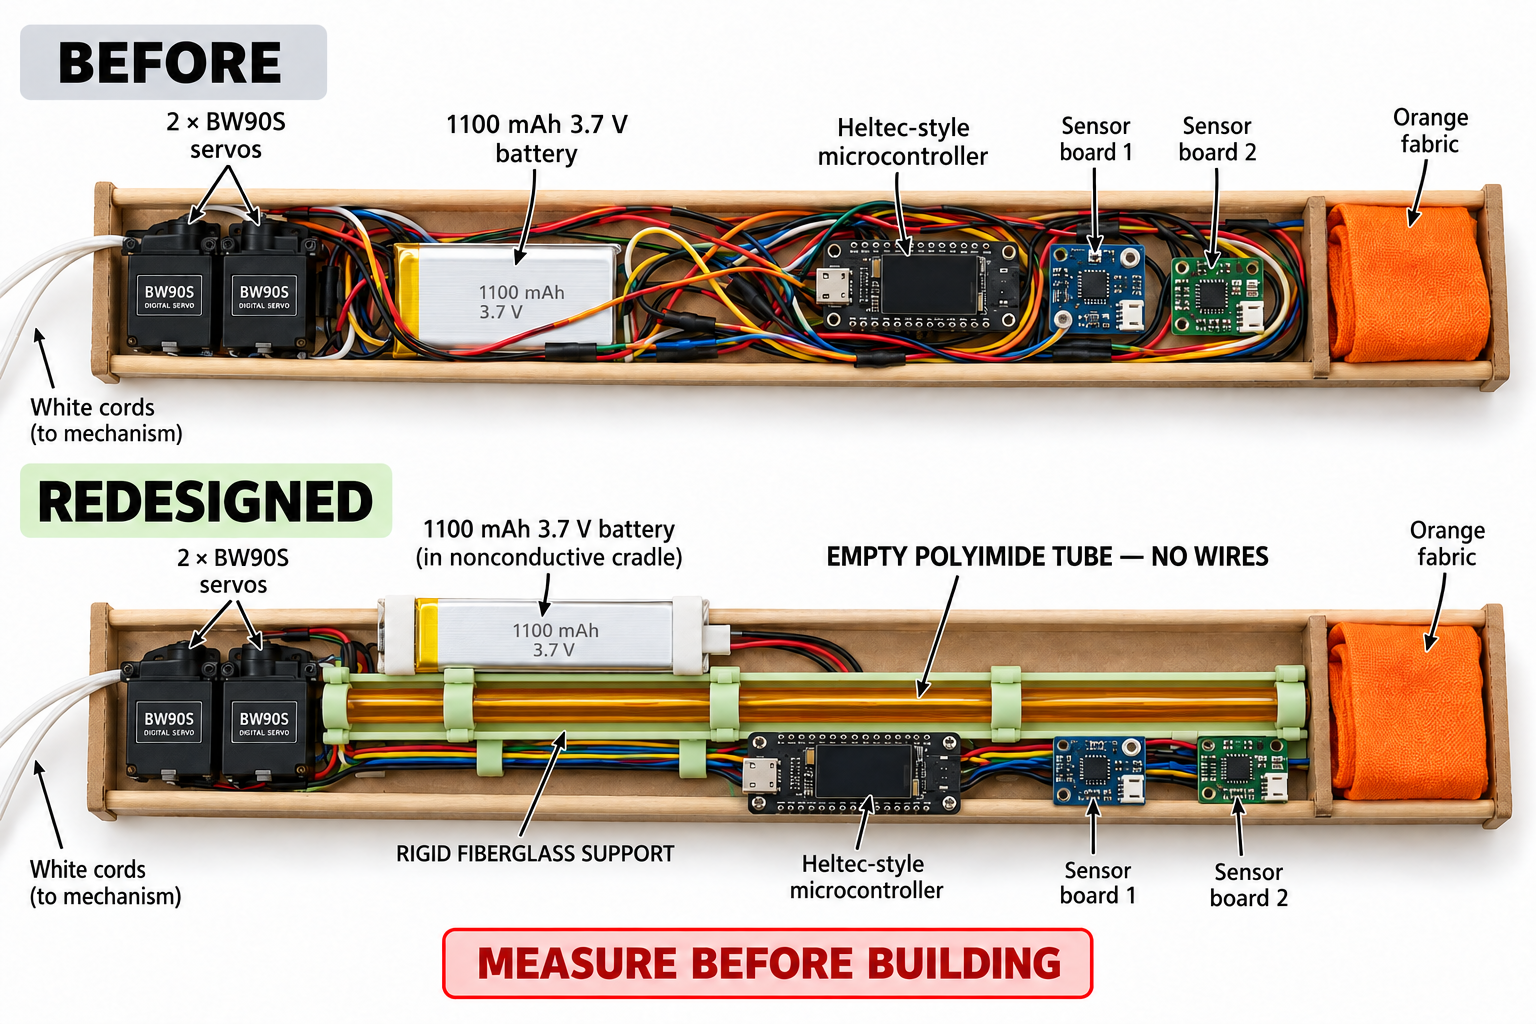 BEFORE
2 × BW90S
servos
1100 mAh 3.7 V
battery
Heltec-style
microcontroller
Sensor
board 1
Sensor
board 2
Orange
fabric
BW90S
DIGITAL SERVO
BW90S
DIGITAL SERVO
1100 mAh
3.7 V
White cords
(to mechanism)
REDESIGNED
2 × BW90S
servos
1100 mAh 3.7 V battery
(in nonconductive cradle)
EMPTY POLYIMIDE TUBE — NO WIRES
Orange
fabric
1100 mAh
3.7 V
BW90S
DIGITAL SERVO
BW90S
DIGITAL SERVO
White cords
(to mechanism)
RIGID FIBERGLASS SUPPORT
Heltec-style
microcontroller
Sensor
board 1
Sensor
board 2
MEASURE BEFORE BUILDING